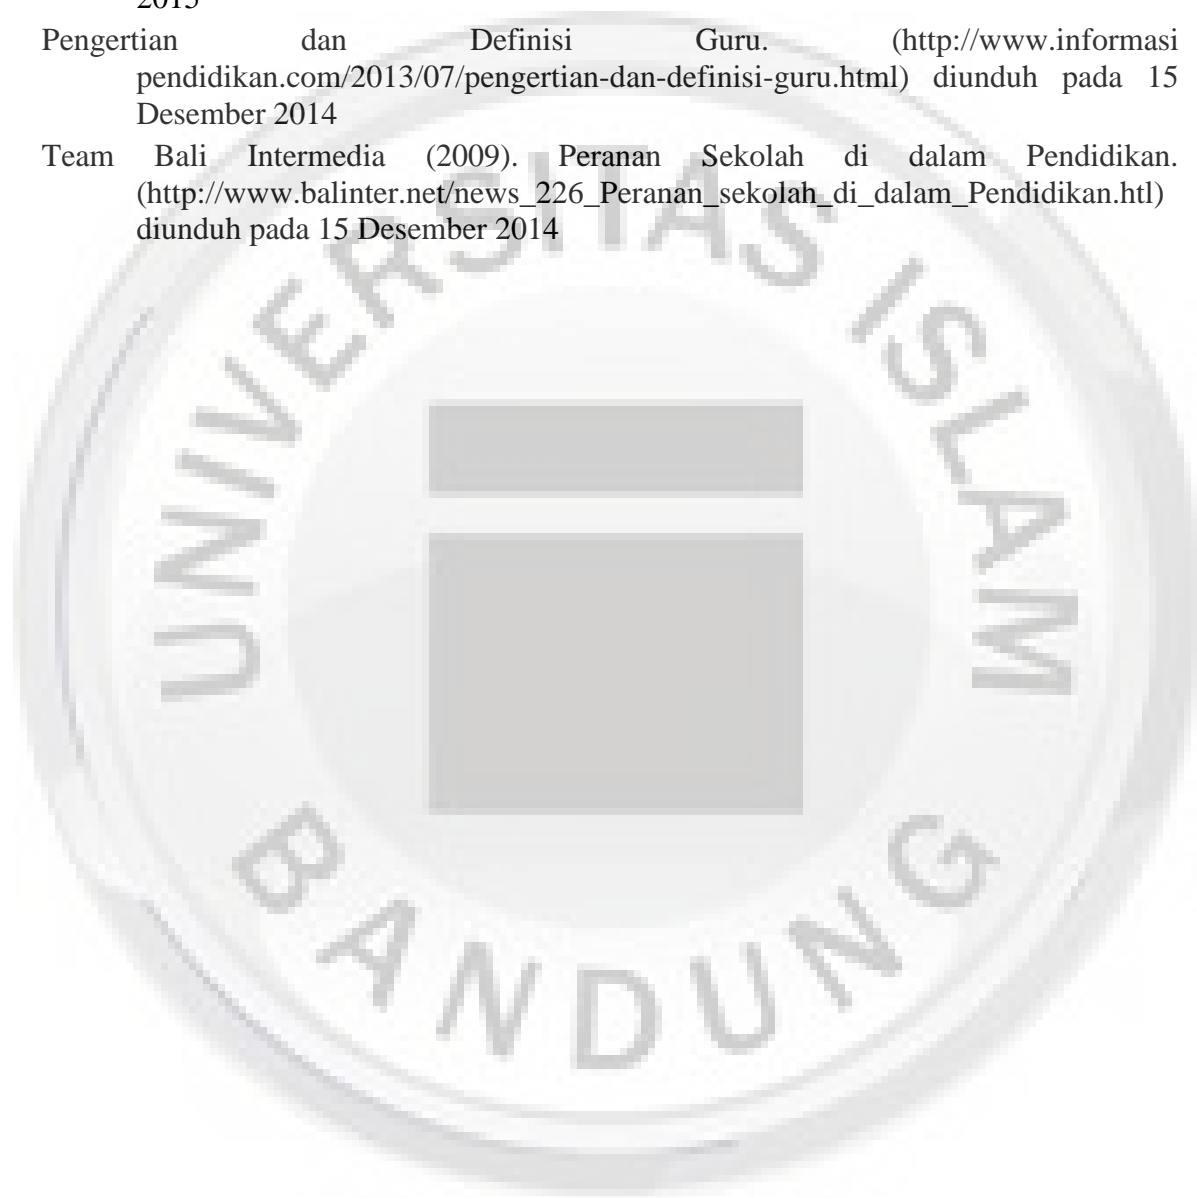 2015
Pengertian dan Definisi Guru. (http://www.informasi
pendidikan.com/2013/07/pengertian-dan-definisi-guru.html) diunduh pada 15
Desember 2014
Team Bali Intermedia (2009). Peranan Sekolah di dalam Pendidikan.
(http://www.balinter.net/news_226_Peranan_sekolah_di_dalam_Pendidikan.htl)
diunduh pada 15 Desember 2014
UNIVERSITAS ISLAM
BANDUNG